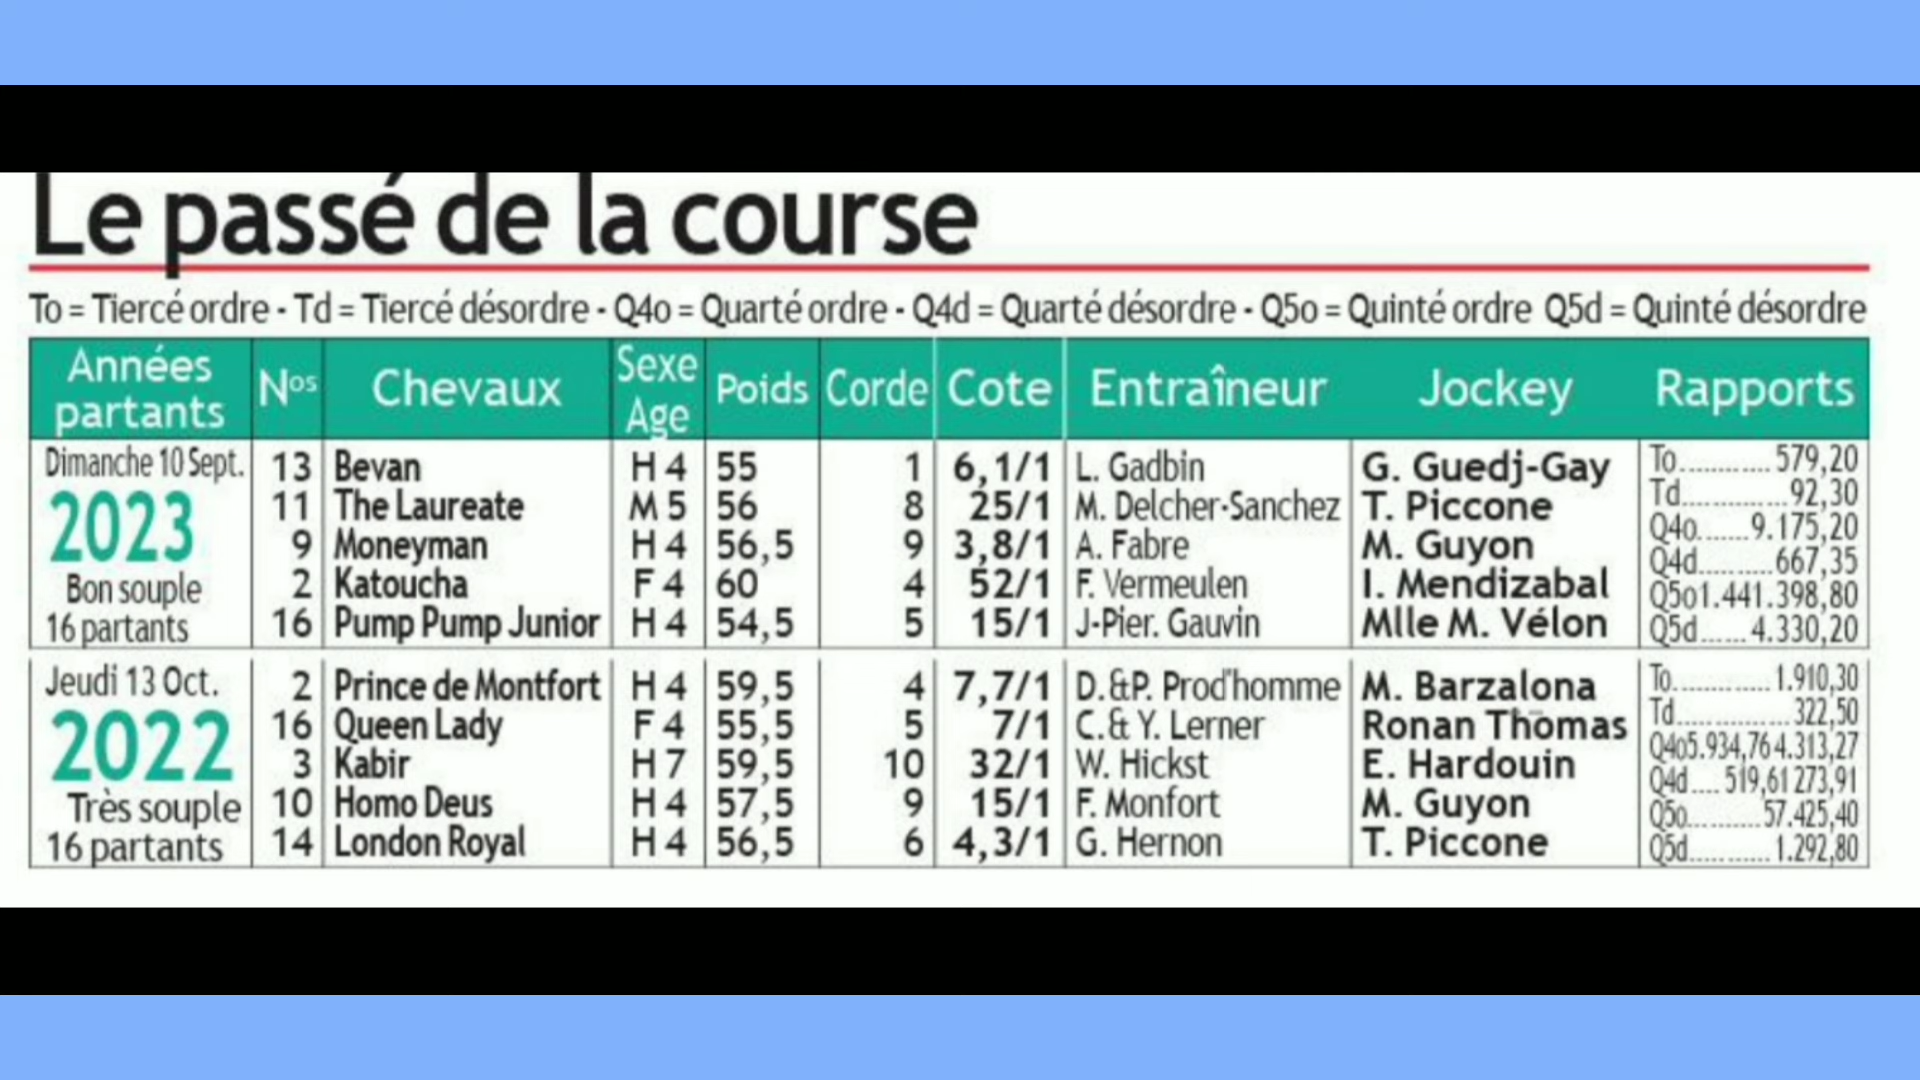 Le passé de la course
To = Tiercé ordre - Td = Tiercé désordre - Q4o = Quarté ordre - Q4d = Quarté désordre - Q5o = Quinté ordre Q5d = Quinté désordre
Années partants Nos Chevaux Sexe Age Poids Corde Cote Entraîneur Jockey Rapports
Dimanche 10 Sept.
2023
Bon souple
16 partants
13 Bevan H 4 55 1 6,1/1 L. Gadbin G. Guedj-Gay
11 The Laureate M 5 56 8 25/1 M. Delcher-Sanchez T. Piccone
9 Moneyman H 4 56,5 9 3,8/1 A. Fabre M. Guyon
2 Katoucha F 4 60 4 52/1 F. Vermeulen I. Mendizabal
16 Pump Pump Junior H 4 54,5 5 15/1 J-Pier. Gauvin Mlle M. Vélon
To........... 579,20
Td............. 92,30
Q4o.......9.175,20
Q4d......... 667,35
Q5o1.441.398,80
Q5d...... 4.330,20
Jeudi 13 Oct.
2022
Très souple
16 partants
2 Prince de Montfort H 4 59,5 4 7,7/1 D.&P. Prod'homme M. Barzalona
16 Queen Lady F 4 55,5 5 7/1 C.& Y. Lerner Ronan Thomas
3 Kabir H 7 59,5 10 32/1 W. Hickst E. Hardouin
10 Homo Deus H 4 57,5 9 15/1 F. Monfort M. Guyon
14 London Royal H 4 56,5 6 4,3/1 G. Hernon T. Piccone
To............. 1.910,30
Td............... 322,50
Q4o5.934,76 4.313,27
Q4d.... 519,61 273,91
Q5o..........57.425,40
Q5d........... 1.292,80